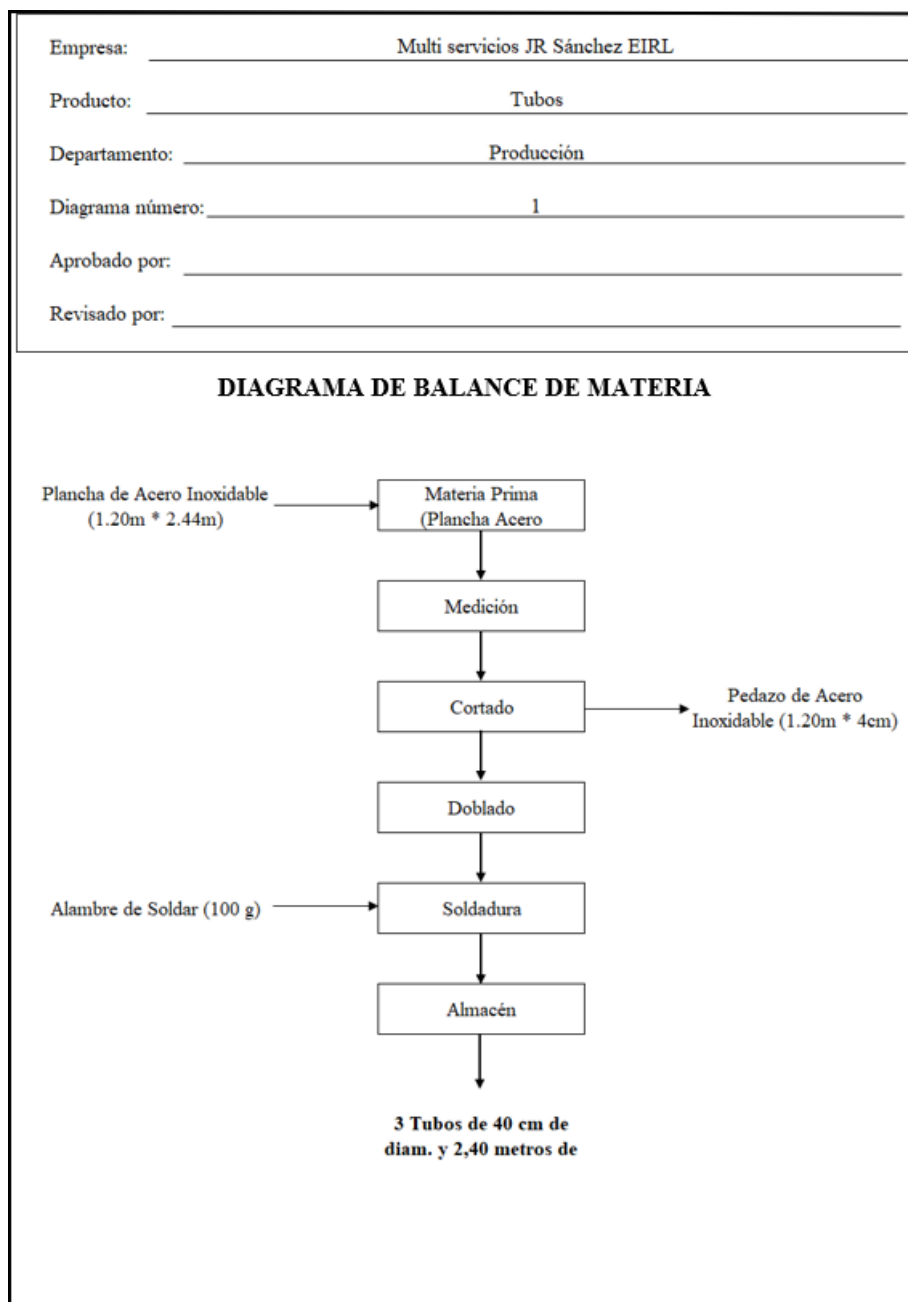 Empresa: Multi servicios JR Sánchez EIRL
Producto: Tubos
Departamento: Producción
Diagrama número: 1
Aprobado por:
Revisado por:
DIAGRAMA DE BALANCE DE MATERIA
Plancha de Acero Inoxidable
(1.20m * 2.44m)
Materia Prima
(Plancha Acero
Medición
Cortado
Pedazo de Acero
Inoxidable (1.20m * 4cm)
Doblado
Alambre de Soldar (100 g)
Soldadura
Almacén
3 Tubos de 40 cm de
diam. y 2,40 metros de